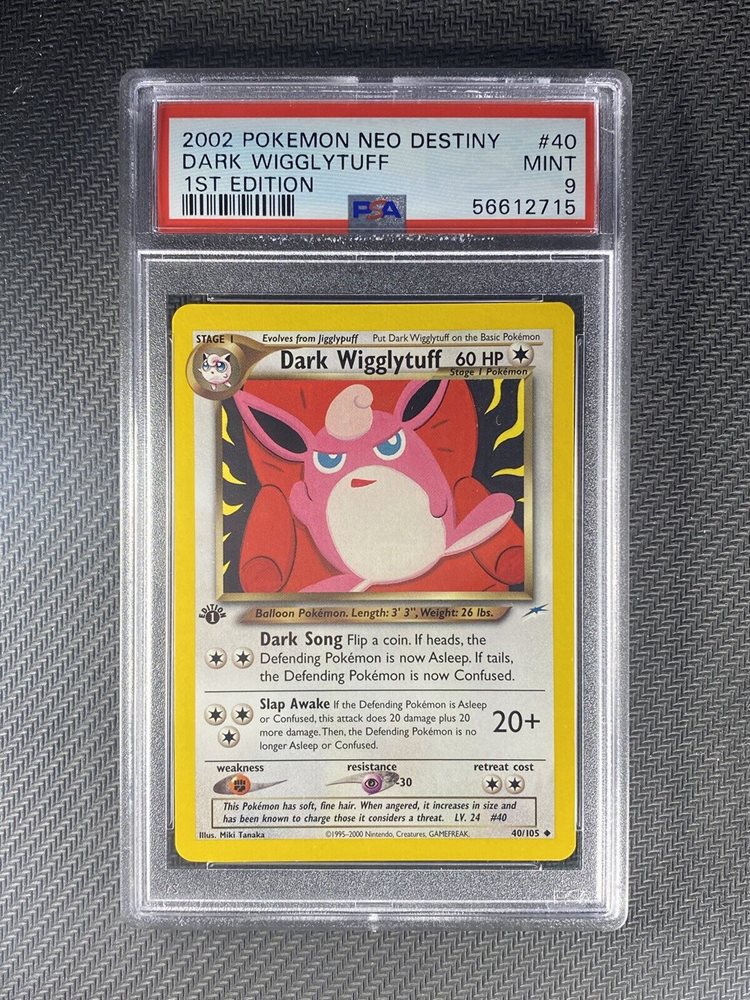 2002 POKEMON NEO DESTINY #40
DARK WIGGLYTUFF MINT
1ST EDITION 9
PSA 56612715
STAGE 1 Evolves from Jigglypuff Put Dark Wigglytuff on the Basic Pokémon
Dark Wigglytuff 60 HP
Stage 1 Pokémon
EDITION
1
Balloon Pokémon. Length: 3' 3", Weight: 26 lbs.
Dark Song Flip a coin. If heads, the
Defending Pokémon is now Asleep. If tails,
the Defending Pokémon is now Confused.
Slap Awake If the Defending Pokémon is Asleep
or Confused, this attack does 20 damage plus 20
more damage. Then, the Defending Pokémon is no
longer Asleep or Confused.
20+
weakness resistance retreat cost
-30
This Pokémon has soft, fine hair. When angered, it increases in size and
has been known to charge those it considers a threat. LV. 24 #40
Illus. Miki Tanaka ©1995-2000 Nintendo, Creatures, GAMEFREAK. 40/105